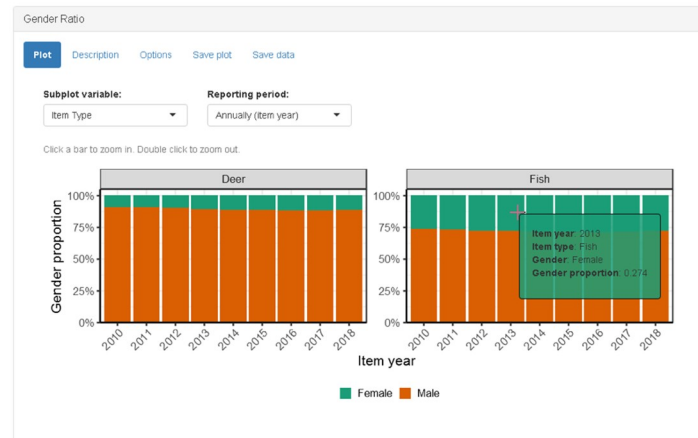 Gender Ratio
Plot Description Options Save plot Save data
Subplot variable: Reporting period:
Item Type Annually (item year)
Click a bar to zoom in. Double click to zoom out.
Deer Fish
Gender proportion
100% 100%
75% 75%
50% 50%
25% 25%
0% 0%
Item year: 2013
Item type: Fish
Gender: Female
Gender proportion: 0.274
2010 2011 2012 2013 2014 2015 2016 2017 2018 2010 2011 2012 2013 2014 2015 2016 2017 2018
Item year
Female Male